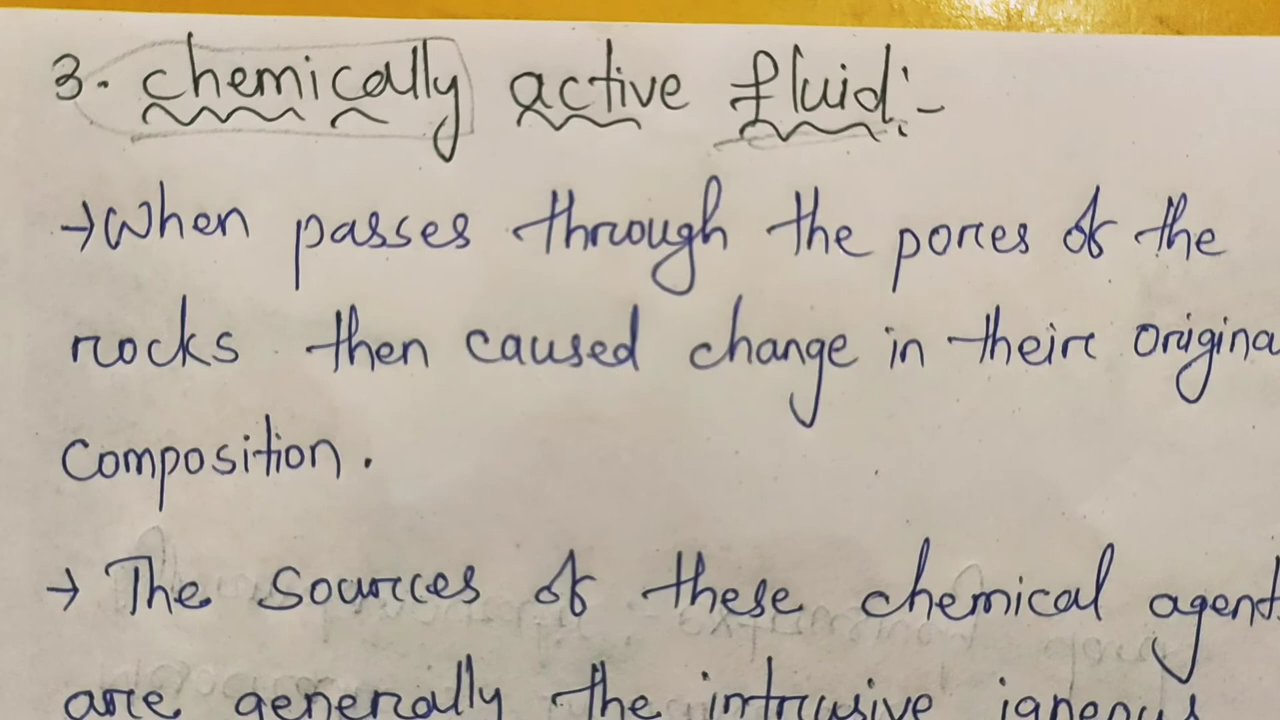 3. chemically active fluid:-
→ When passes through the pores of the
rocks then caused change in their origina
composition.
→ The sources of these chemical agent
are generally the intrusive igneous